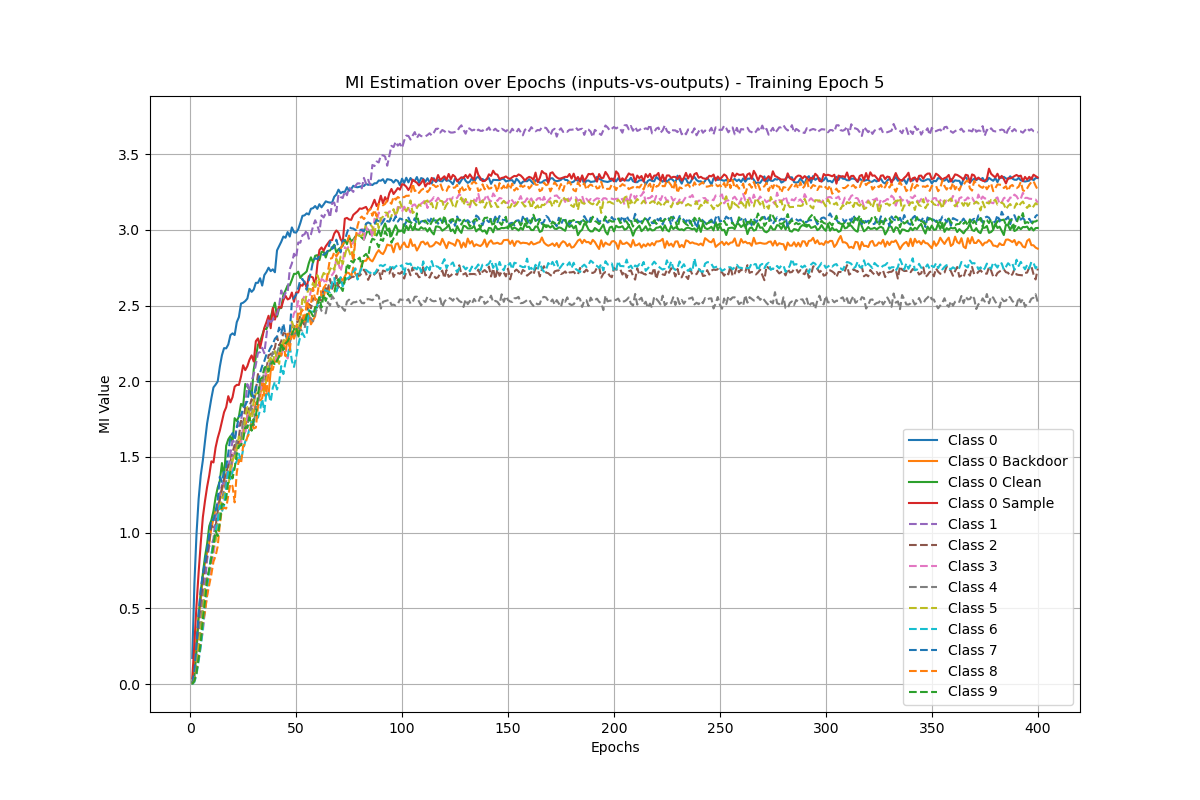 MI Estimation over Epochs (inputs-vs-outputs) - Training Epoch 5
MI Value
3.5
3.0
2.5
2.0
1.5
1.0
0.5
0.0
0 50 100 150 200 250 300 350 400
Epochs
Class 0
Class 0 Backdoor
Class 0 Clean
Class 0 Sample
Class 1
Class 2
Class 3
Class 4
Class 5
Class 6
Class 7
Class 8
Class 9